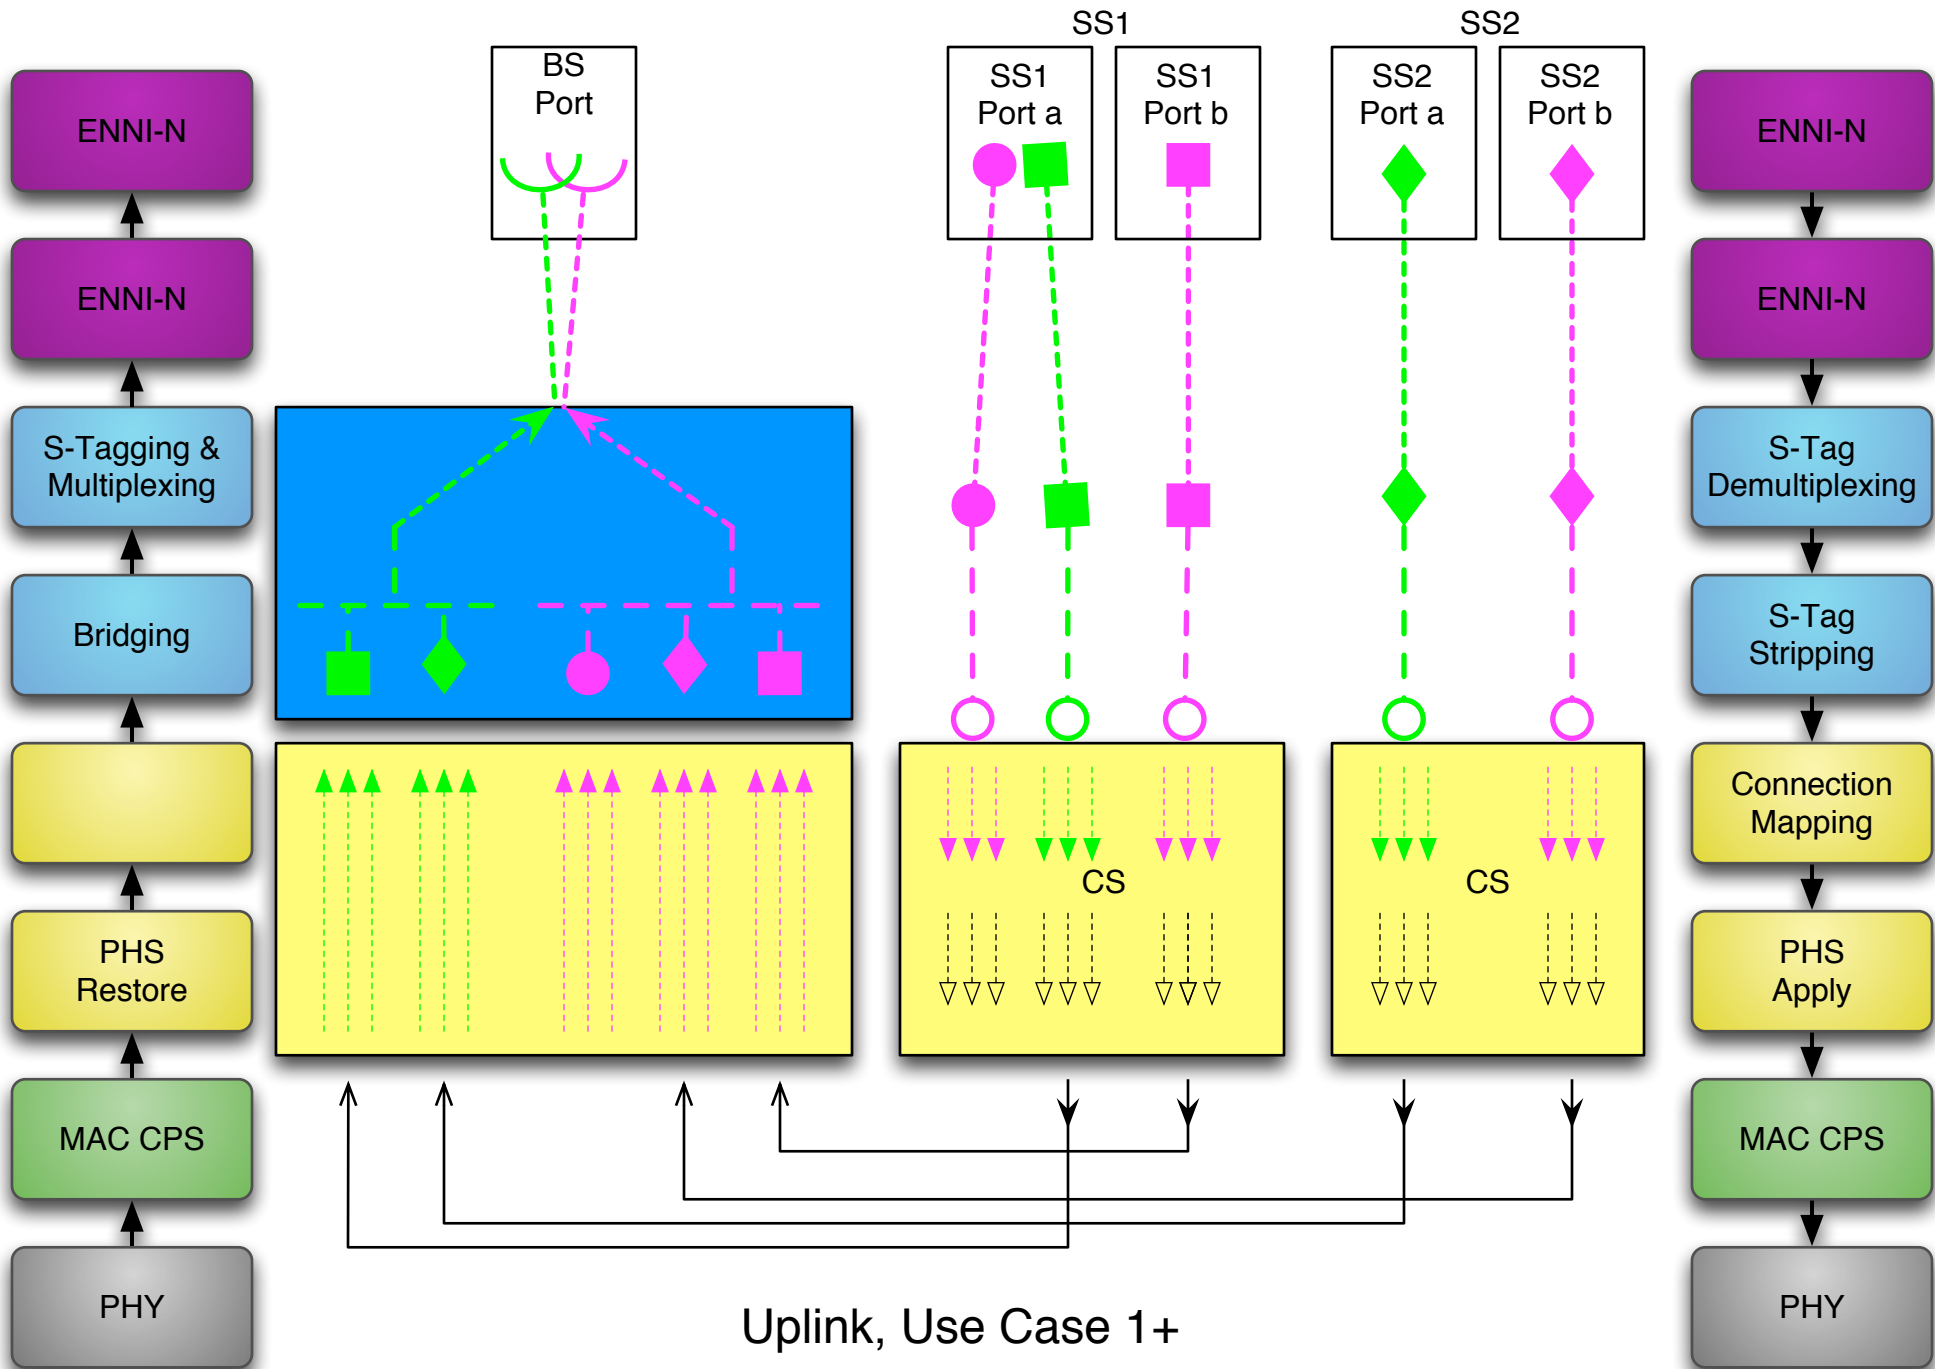 SS1
SS2
BS
Port
SS1
Port a
SS1
Port b
SS2
Port a
SS2
Port b
ENNI-N
ENNI-N
S-Tagging &
Multiplexing
Bridging
PHS
Restore
MAC CPS
PHY
CS
CS
ENNI-N
ENNI-N
S-Tag
Demultiplexing
S-Tag
Stripping
Connection
Mapping
PHS
Apply
MAC CPS
PHY
Uplink, Use Case 1+